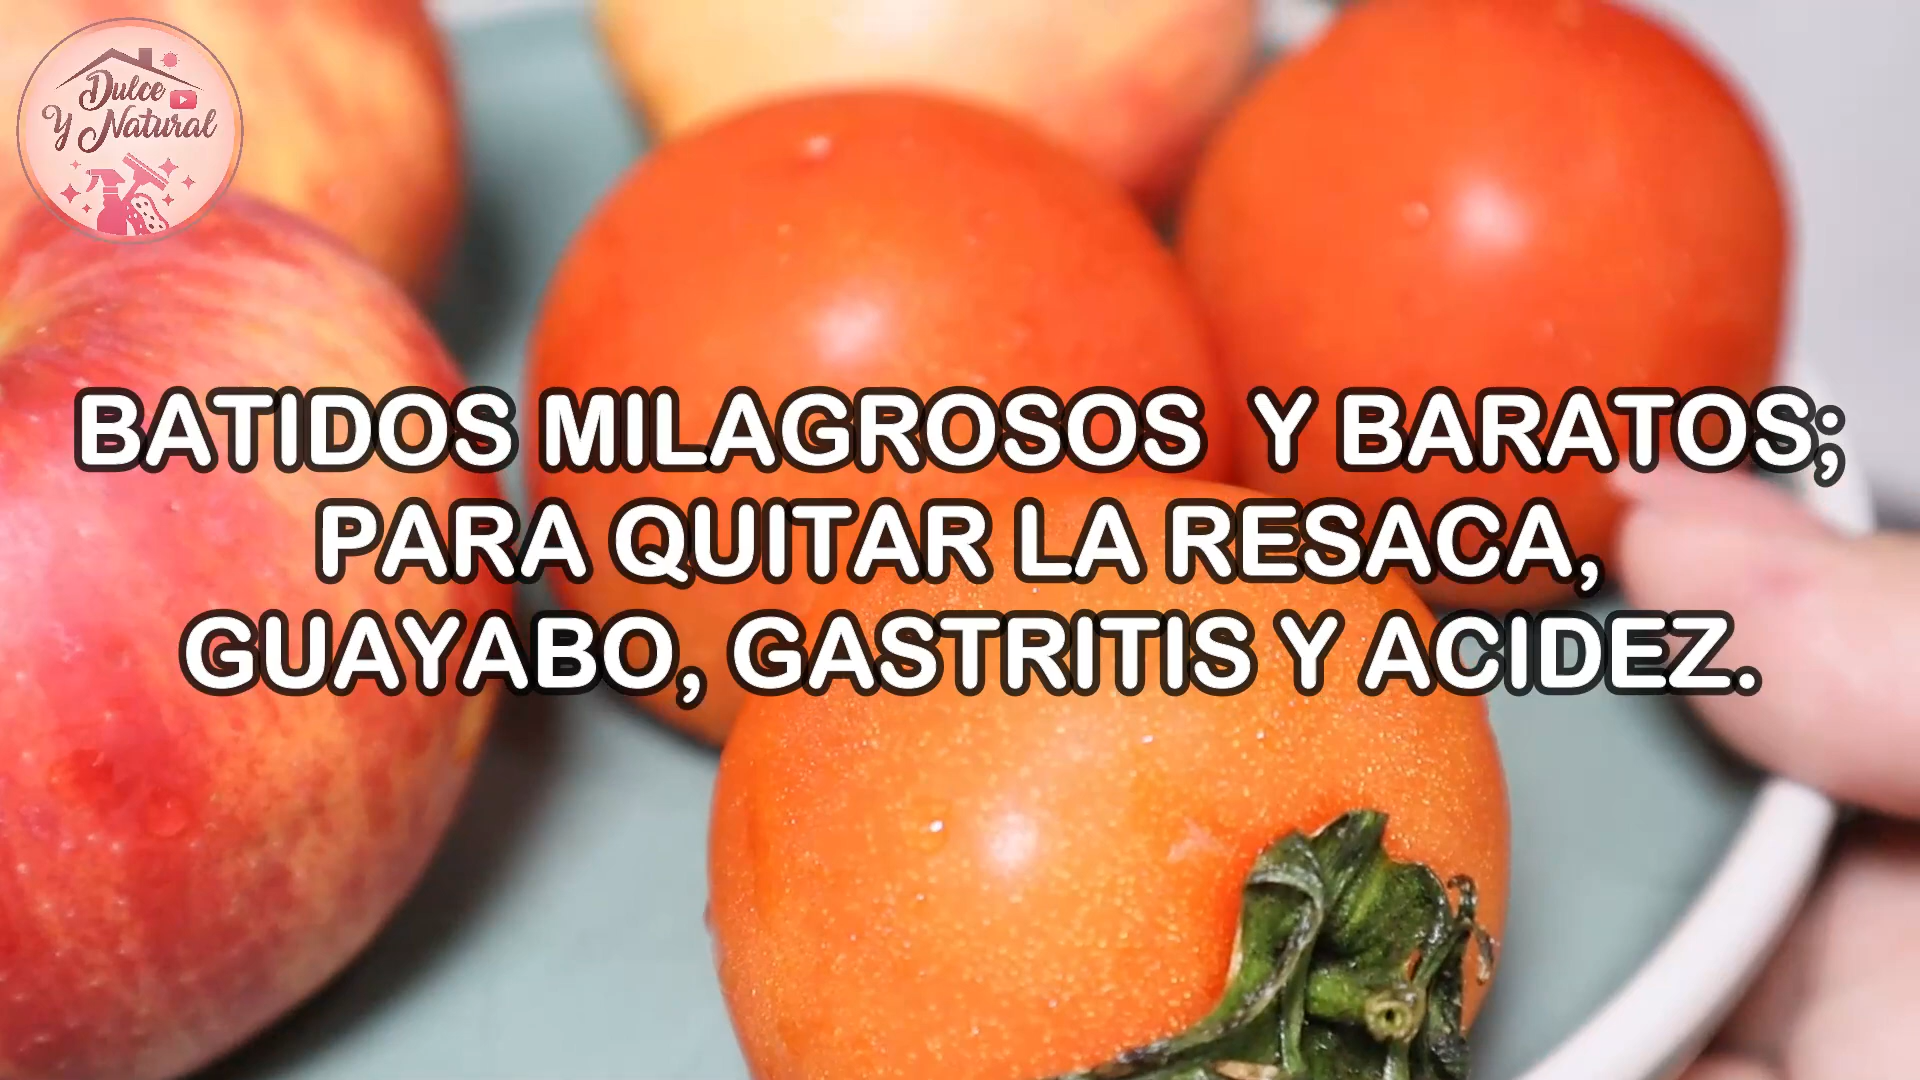 Dulce
Y Natural
BATIDOS MILAGROSOS  Y BARATOS;
PARA QUITAR LA RESACA,
GUAYABO, GASTRITIS Y ACIDEZ.